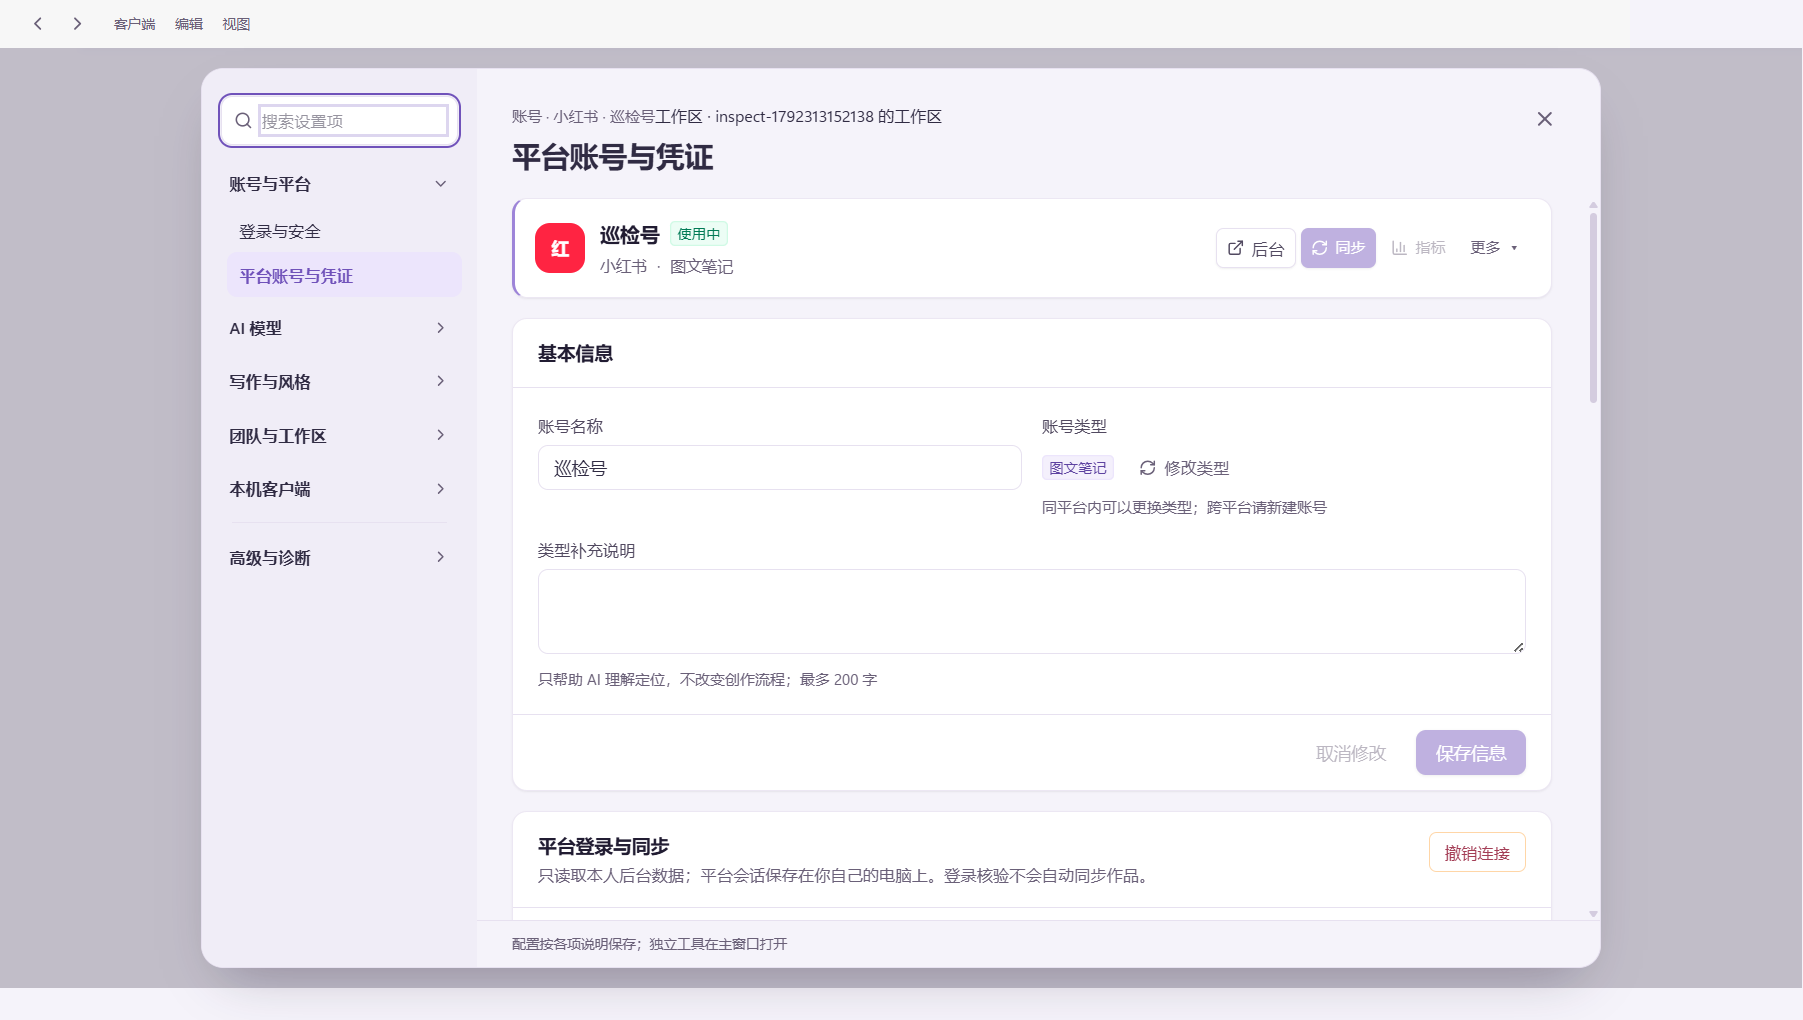 客户端 编辑 视图
搜索设置项
账号与平台
登录与安全
平台账号与凭证
AI 模型
写作与风格
团队与工作区
本机客户端
高级与诊断
账号 · 小红书 · 巡检号工作区 · inspect-1792313152138 的工作区
平台账号与凭证
红
巡检号 使用中
小红书 · 图文笔记
后台 同步 指标 更多
基本信息
账号名称
巡检号
账号类型
图文笔记 修改类型
同平台内可以更换类型；跨平台请新建账号
类型补充说明
只帮助 AI 理解定位，不改变创作流程；最多 200 字
取消修改 保存信息
平台登录与同步
只读取本人后台数据；平台会话保存在你自己的电脑上。登录核验不会自动同步作品。
撤销连接
配置按各项说明保存；独立工具在主窗口打开